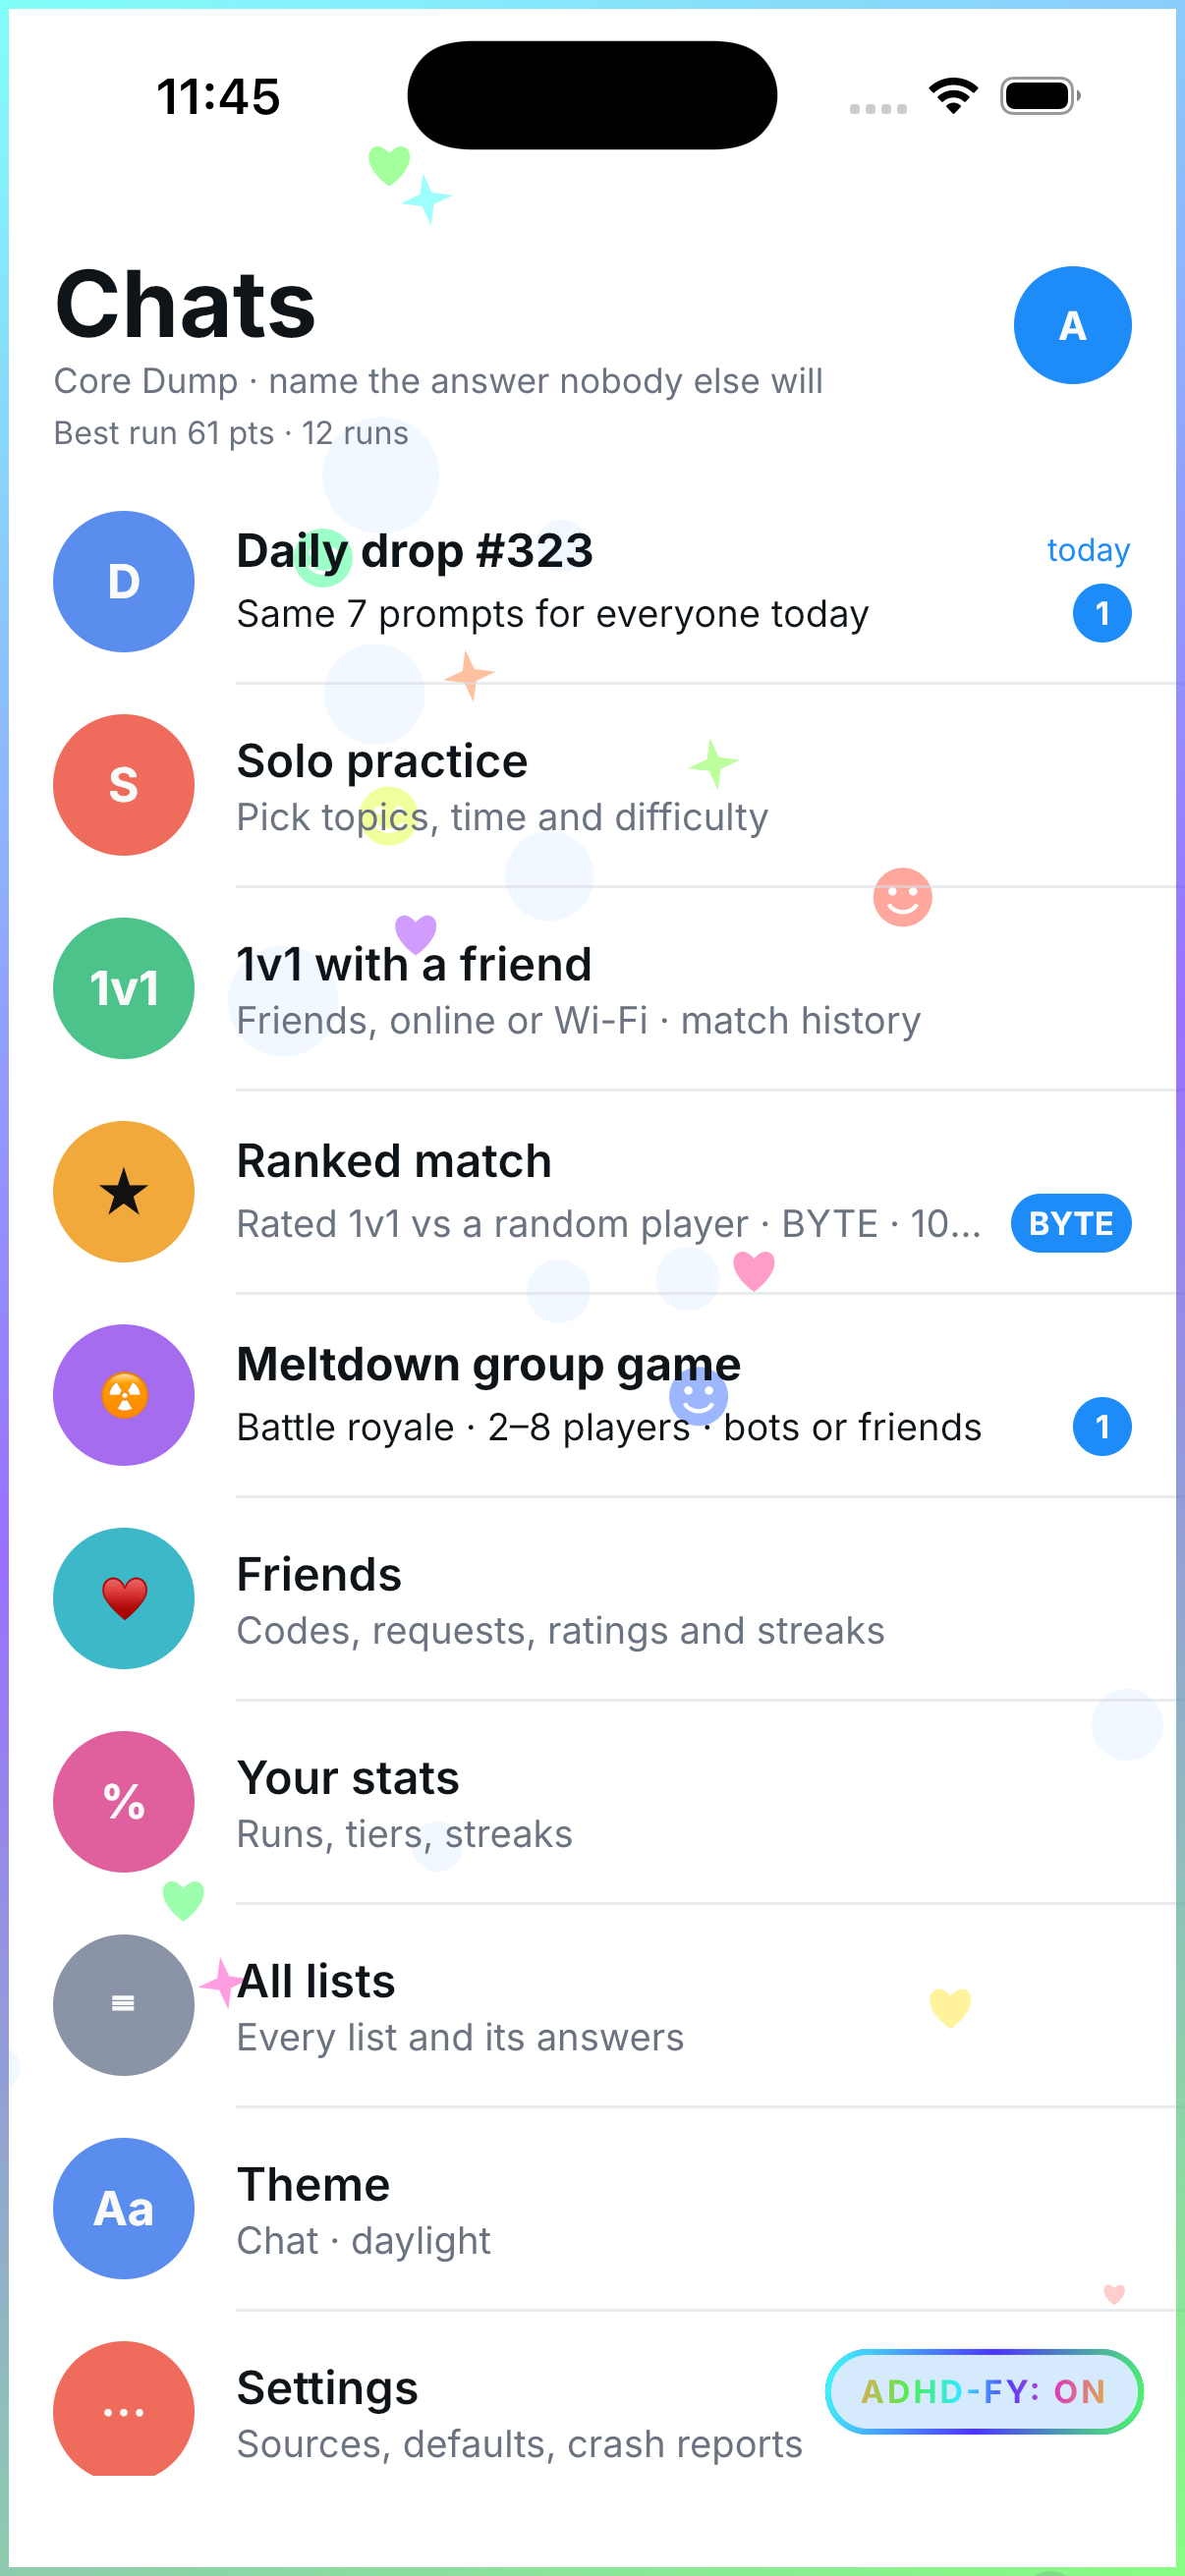 11:45
Chats
A
Core Dump · name the answer nobody else will
Best run 61 pts · 12 runs
D
Daily drop #323
today
Same 7 prompts for everyone today
1
S
Solo practice
Pick topics, time and difficulty
1v1
1v1 with a friend
Friends, online or Wi-Fi · match history
Ranked match
Rated 1v1 vs a random player · BYTE · 10...
BYTE
Meltdown group game
Battle royale · 2–8 players · bots or friends
1
Friends
Codes, requests, ratings and streaks
%
Your stats
Runs, tiers, streaks
All lists
Every list and its answers
Aa
Theme
Chat · daylight
Settings
ADHD-FY: ON
Sources, defaults, crash reports